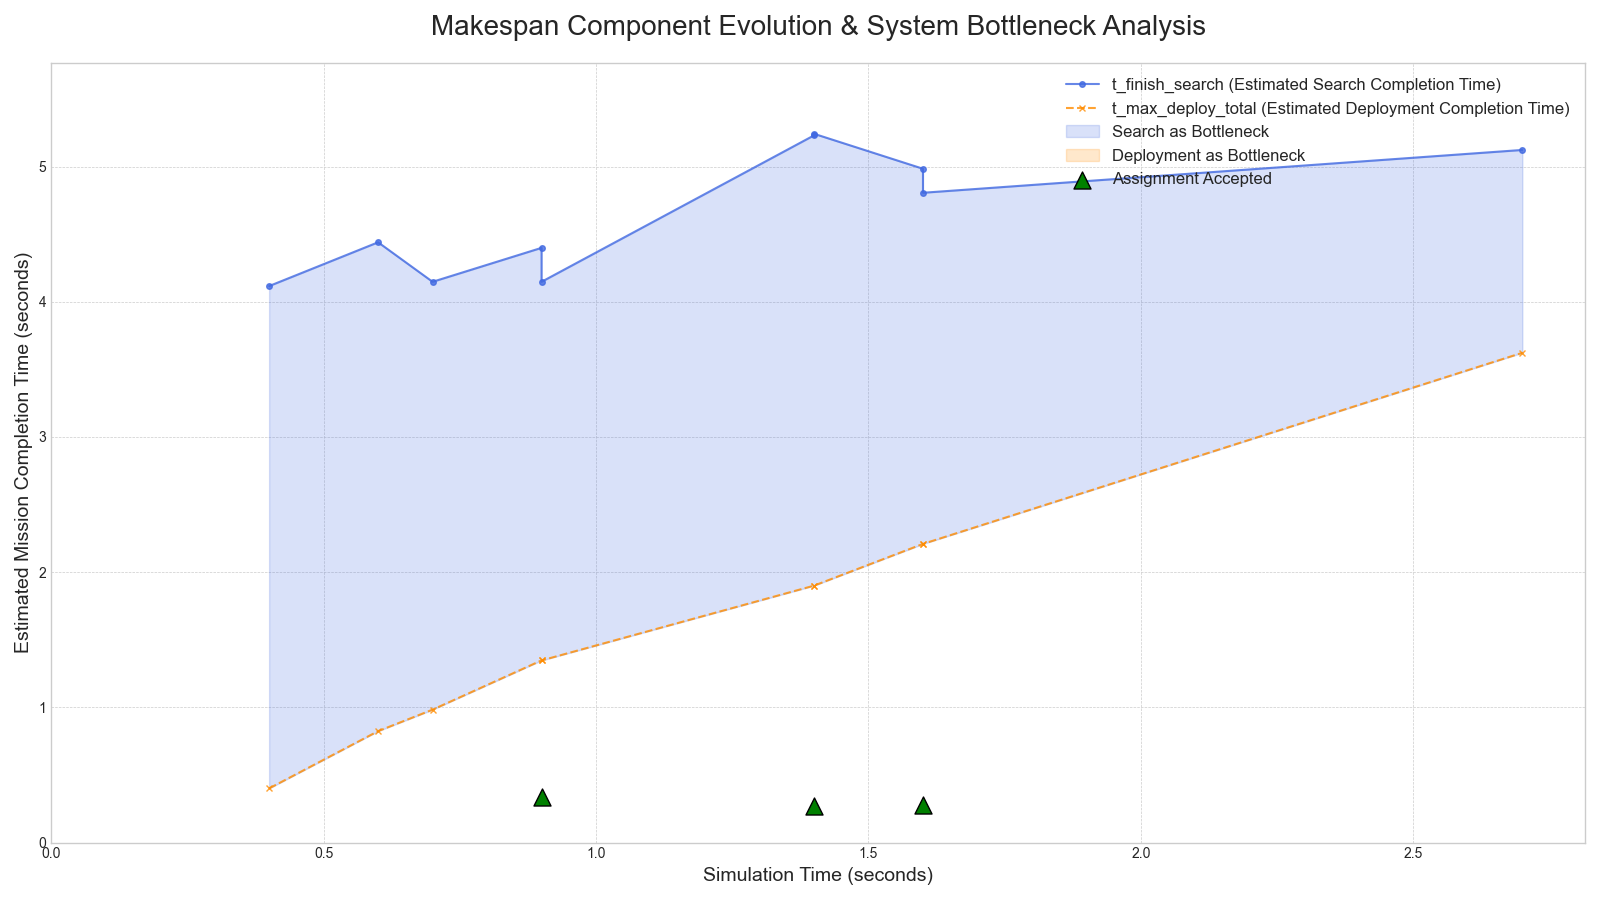 Makespan Component Evolution & System Bottleneck Analysis
t_finish_search (Estimated Search Completion Time)
t_max_deploy_total (Estimated Deployment Completion Time)
Search as Bottleneck
Deployment as Bottleneck
Assignment Accepted
Estimated Mission Completion Time (seconds)
5
4
3
2
1
0
0.0 0.5 1.0 1.5 2.0 2.5
Simulation Time (seconds)